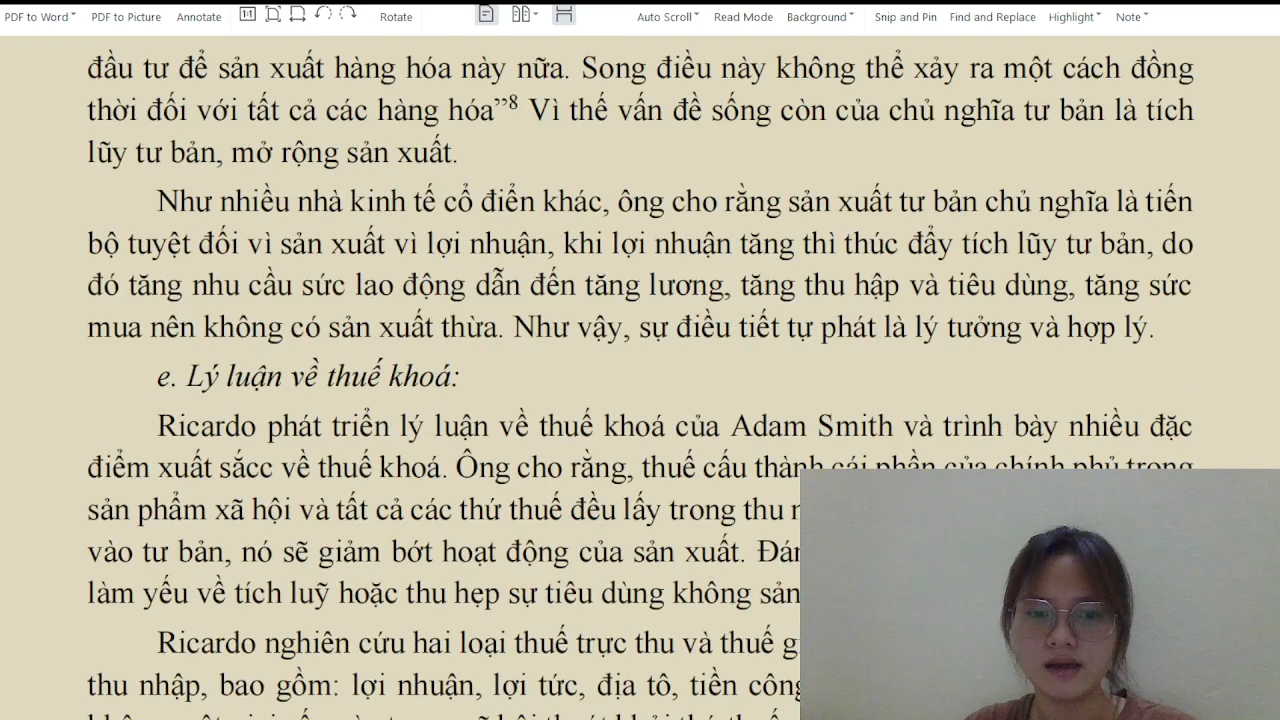 PDF to Word PDF to Picture Annotate 1:1 Rotate Auto Scroll Read Mode Background Snip and Pin Find and Replace Highlight Note
đầu tư để sản xuất hàng hóa này nữa. Song điều này không thể xảy ra một cách đồng
thời đối với tất cả các hàng hóa”8 Vì thế vấn đề sống còn của chủ nghĩa tư bản là tích
lũy tư bản, mở rộng sản xuất.
Như nhiều nhà kinh tế cổ điển khác, ông cho rằng sản xuất tư bản chủ nghĩa là tiến
bộ tuyệt đối vì sản xuất vì lợi nhuận, khi lợi nhuận tăng thì thúc đẩy tích lũy tư bản, do
đó tăng nhu cầu sức lao động dẫn đến tăng lương, tăng thu hập và tiêu dùng, tăng sức
mua nên không có sản xuất thừa. Như vậy, sự điều tiết tự phát là lý tưởng và hợp lý.
e. Lý luận về thuế khoá:
Ricardo phát triển lý luận về thuế khoá của Adam Smith và trình bày nhiều đặc
điểm xuất sắcc về thuế khoá. Ông cho rằng, thuế cấu thành cái phần của chính phủ trong
sản phẩm xã hội và tất cả các thứ thuế đều lấy trong thu
vào tư bản, nó sẽ giảm bớt hoạt động của sản xuất. Đán
làm yếu về tích luỹ hoặc thu hẹp sự tiêu dùng không sản
Ricardo nghiên cứu hai loại thuế trực thu và thuế
thu nhập, bao gồm: lợi nhuận, lợi tức, địa tô, tiền công